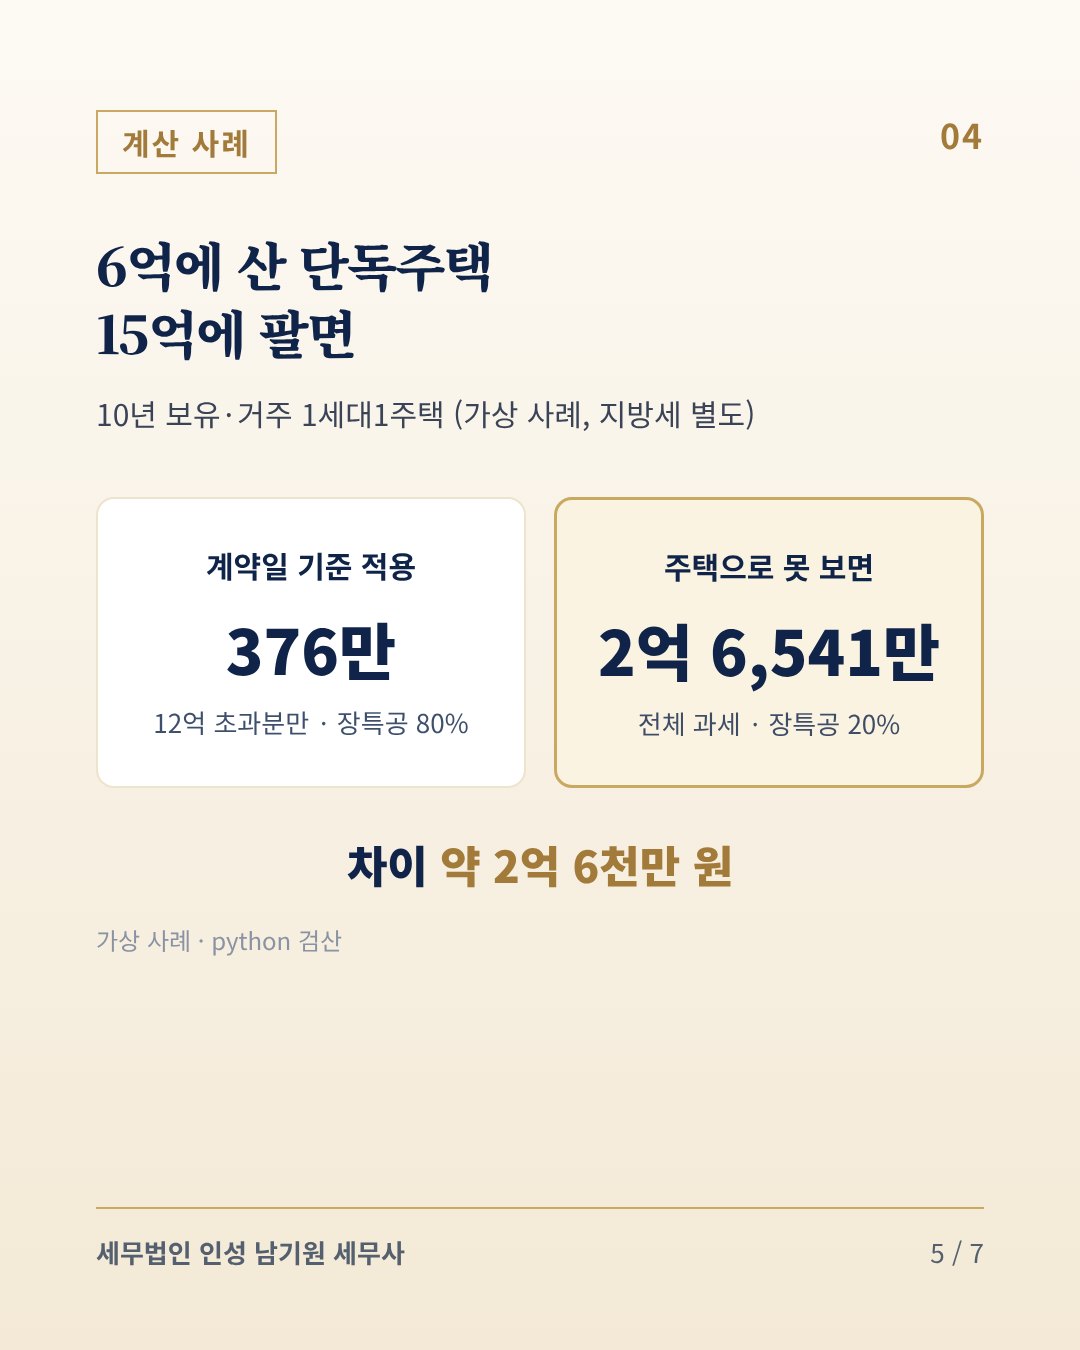 계산 사례
04
6억에 산 단독주택
15억에 팔면
10년 보유·거주 1세대1주택 (가상 사례, 지방세 별도)
계약일 기준 적용
376만
12억 초과분만 · 장특공 80%
주택으로 못 보면
2억 6,541만
전체 과세 · 장특공 20%
차이 약 2억 6천만 원
가상 사례 · python 검산
세무법인 인성 남기원 세무사
5 / 7